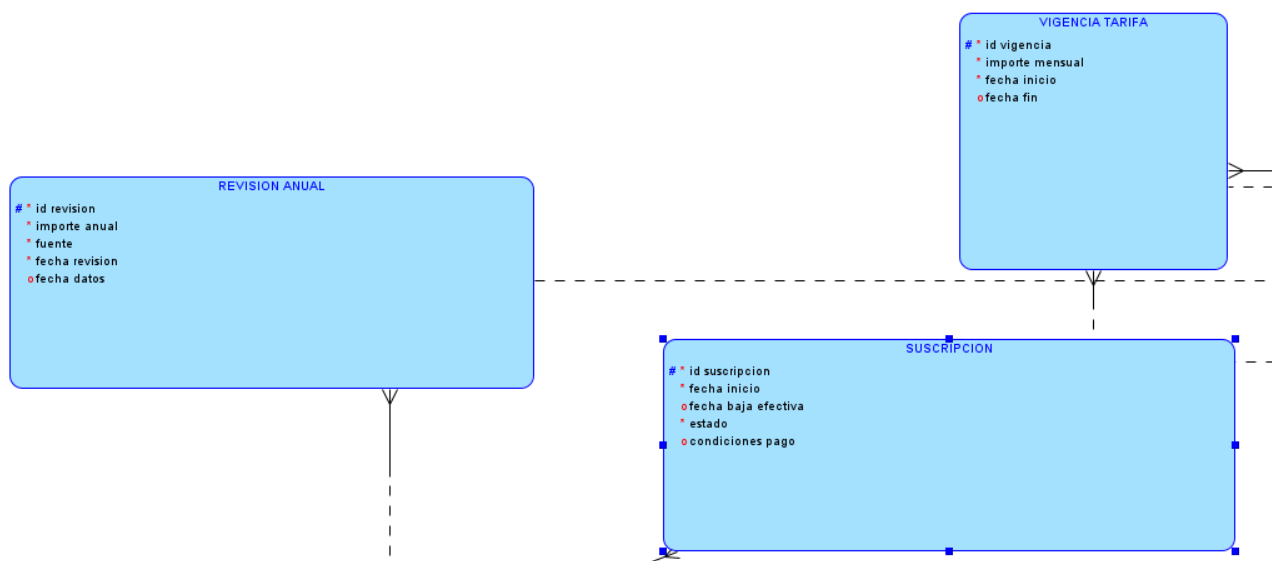 VIGENCIA TARIFA
# * id vigencia
* importe mensual
* fecha inicio
o fecha fin
REVISION ANUAL
# * id revision
* importe anual
* fuente
* fecha revision
o fecha datos
SUSCRIPCION
# * id suscripcion
* fecha inicio
o fecha baja efectiva
* estado
o condiciones pago